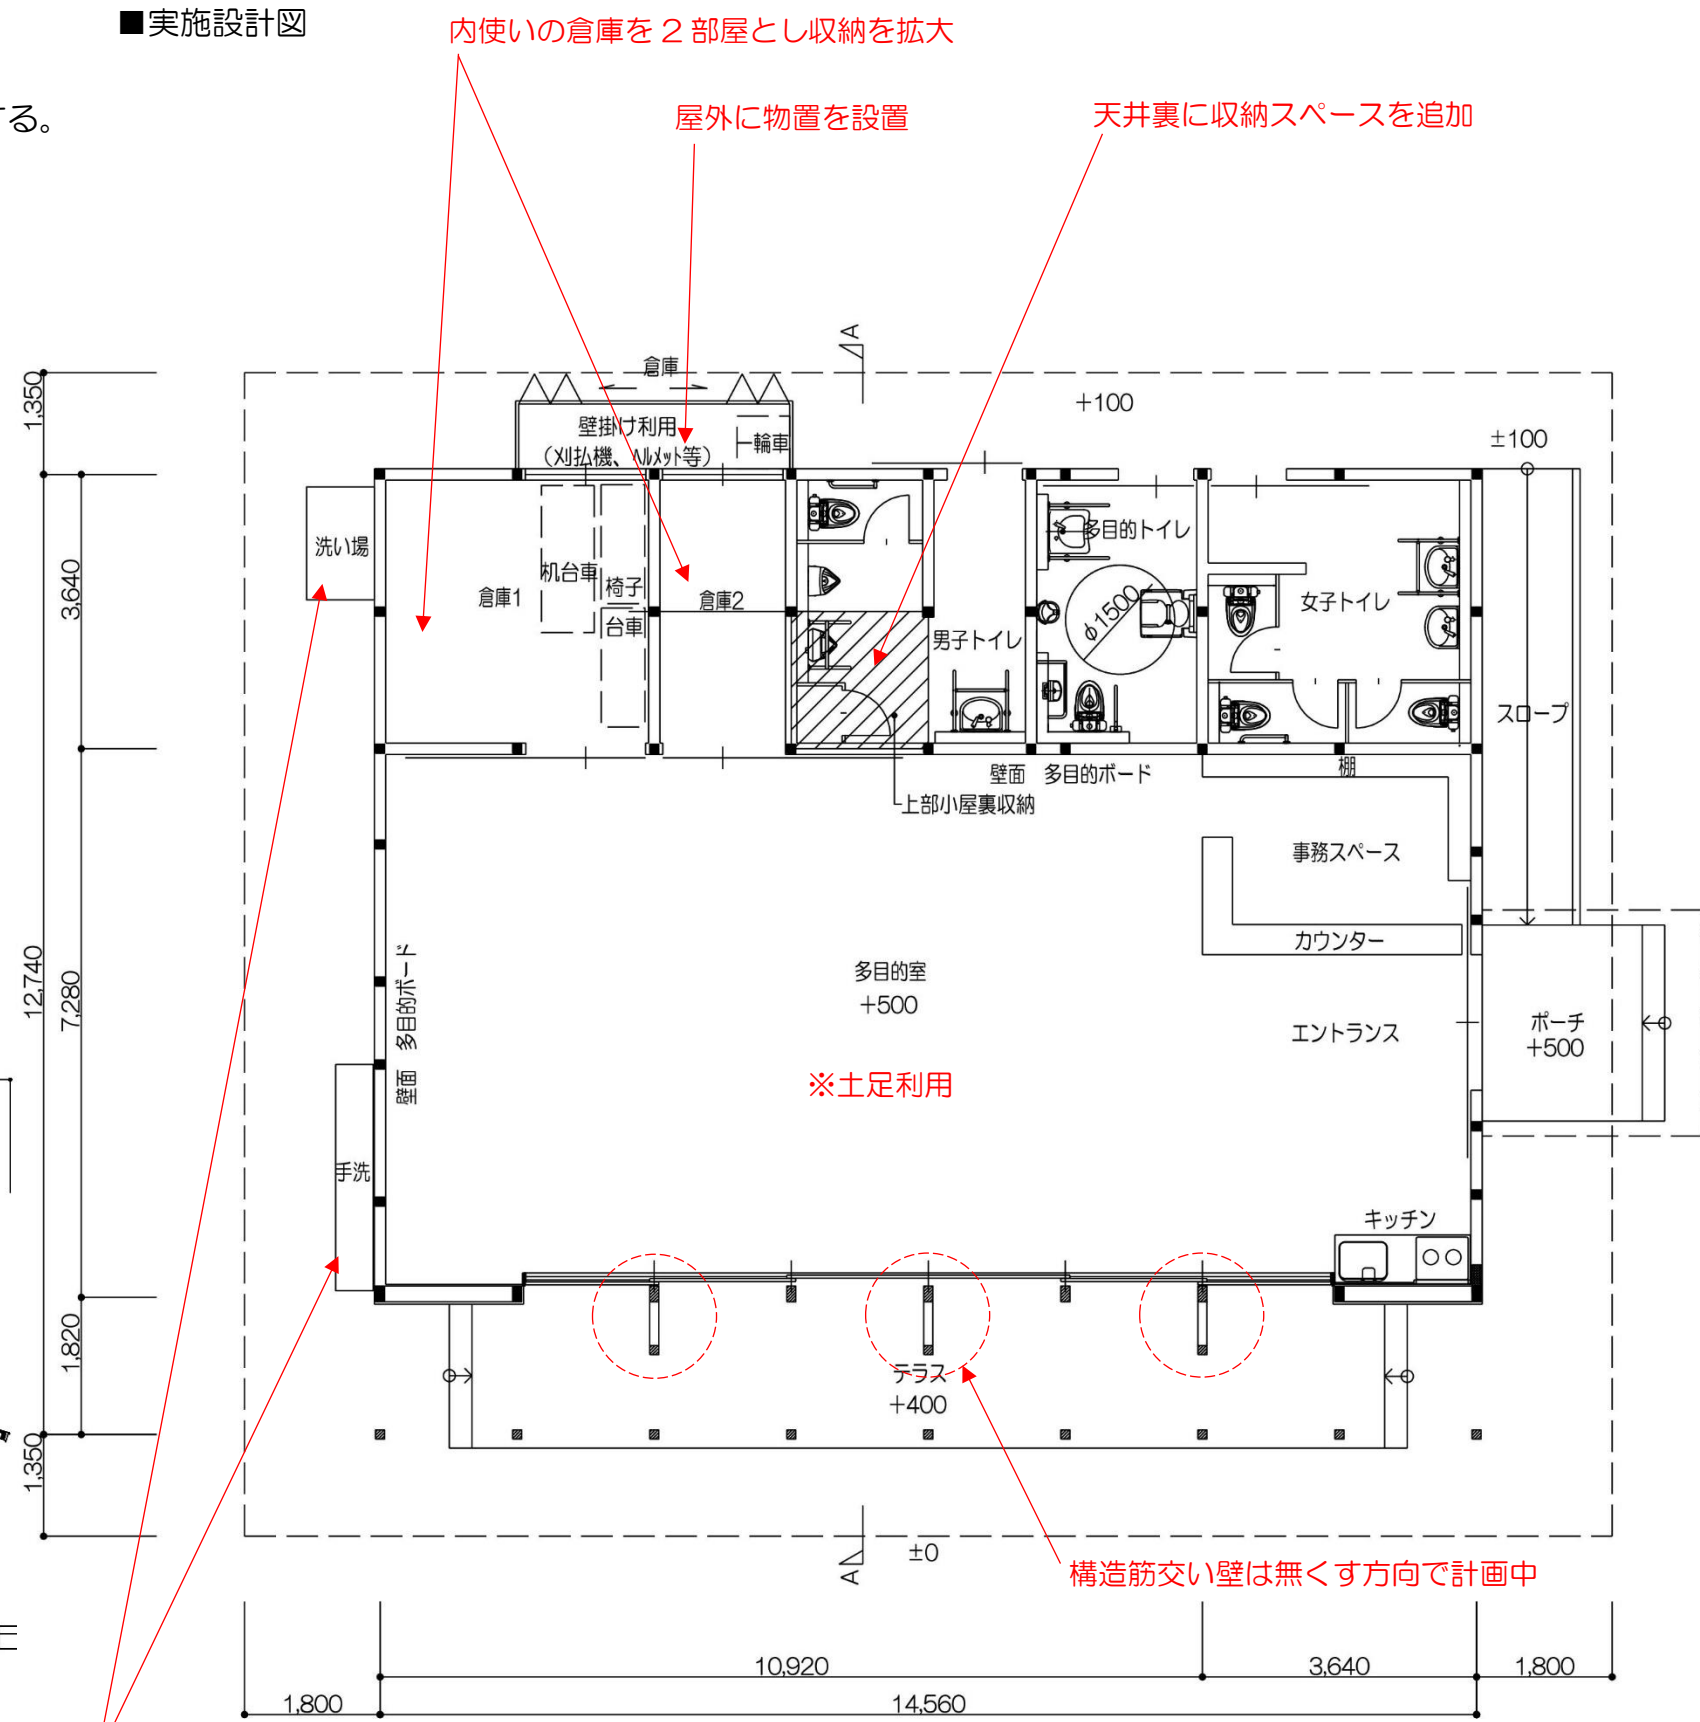 ■実施設計図
内使いの倉庫を２部屋とし収納を拡大
する。
屋外に物置を設置
天井裏に収納スペースを追加
A
倉庫
+100
1,350
壁掛け利用
一輪車
(刈払機、ヘルメット等)
±100
洗い場
3,640
机台車
椅子
台車
倉庫1
倉庫2
男子トイレ
多目的トイレ
φ1500
女子トイレ
スロープ
壁面　多目的ボード
棚
上部小屋裏収納
事務スペース
カウンター
12,740
7,280
壁面　多目的ボード
多目的室
+500
エントランス
ポーチ
+500
※土足利用
手洗
キッチン
1,820
テラス
+400
1,350
A
±0
構造筋交い壁は無くす方向で計画中
10,920
3,640
1,800
1,800
14,560